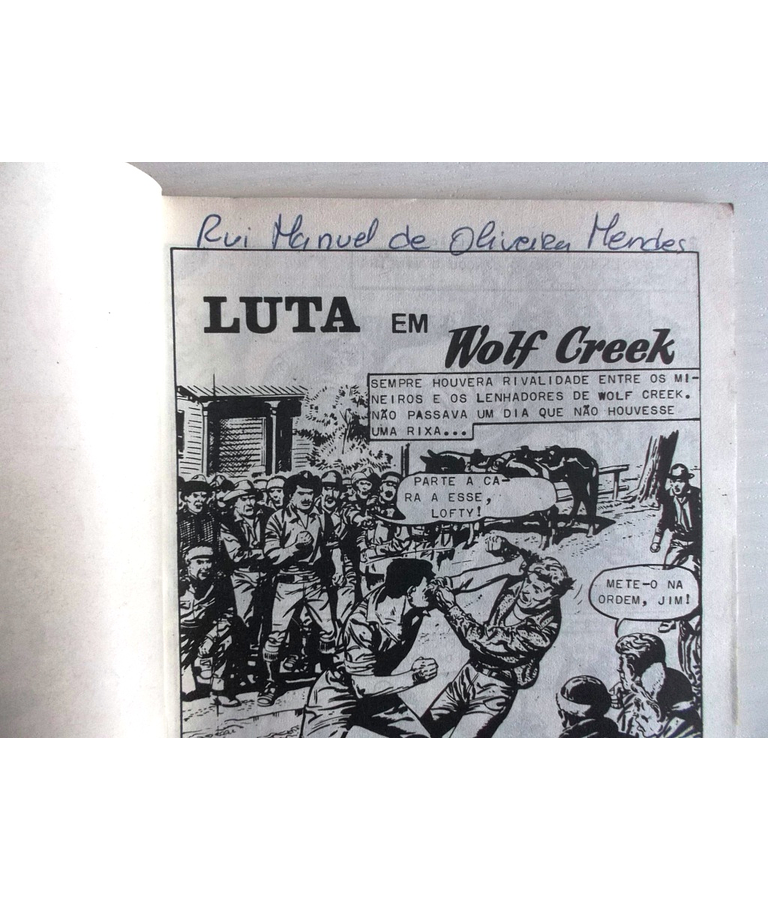 Rui Manuel de Oliveira Mendes
LUTA EM Wolf Creek
SEMPRE HOUVERA RIVALIDADE ENTRE OS MI-
NEIROS E OS LENHADORES DE WOLF CREEK.
NÃO PASSAVA UM DIA QUE NÃO HOUVESSE
UMA RIXA...
PARTE A CA-
RA A ESSE,
LOFTY!
METE-O NA
ORDEM, JIM!